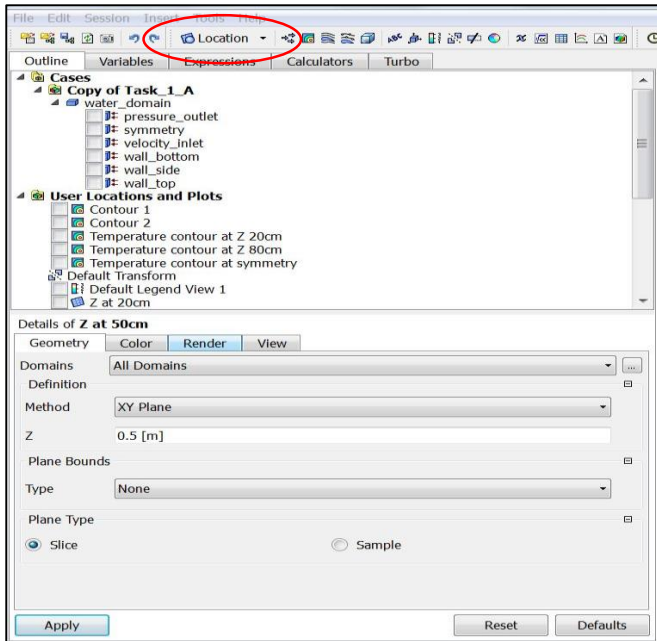 File Edit Session Insert Tools Help
Location
Outline Variables Expressions Calculators Turbo
Cases
Copy of Task_1_A
water_domain
pressure_outlet
symmetry
velocity_inlet
wall_bottom
wall_side
wall_top
User Locations and Plots
Contour 1
Contour 2
Temperature contour at Z 20cm
Temperature contour at Z 80cm
Temperature contour at symmetry
Default Transform
Default Legend View 1
Z at 20cm
Details of Z at 50cm
Geometry Color Render View
Domains All Domains ...
Definition
Method XY Plane
Z 0.5 [m]
Plane Bounds
Type None
Plane Type
Slice Sample
Apply Reset Defaults